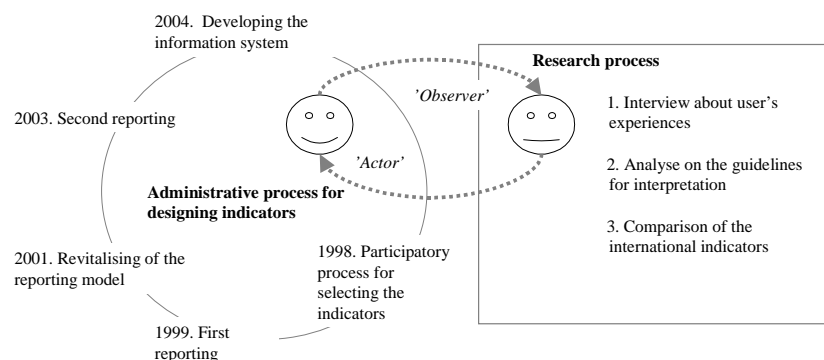 2004.  Developing the
information system
2003. Second reporting
Administrative process for
designing indicators
2001. Revitalising of the
reporting model
1999. First
reporting
1998. Participatory
process for
selecting the
indicators
'Observer'
'Actor'
Research process
1. Interview about user's
experiences
2. Analyse on the guidelines
for interpretation
3. Comparison of the
international indicators